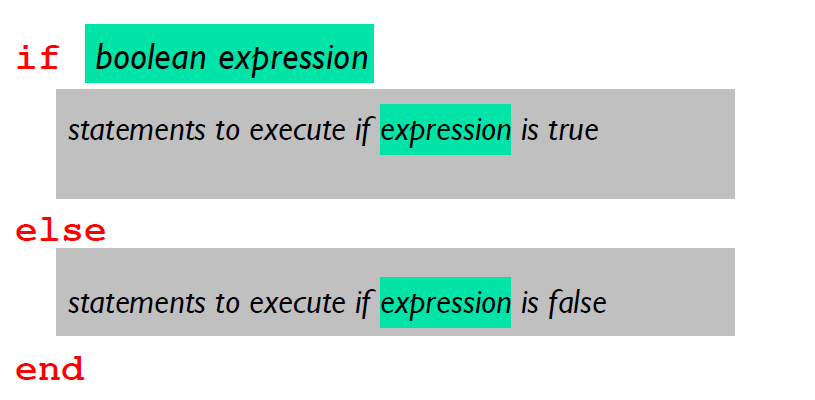 if boolean expression
statements to execute if expression is true
else
statements to execute if expression is false
end